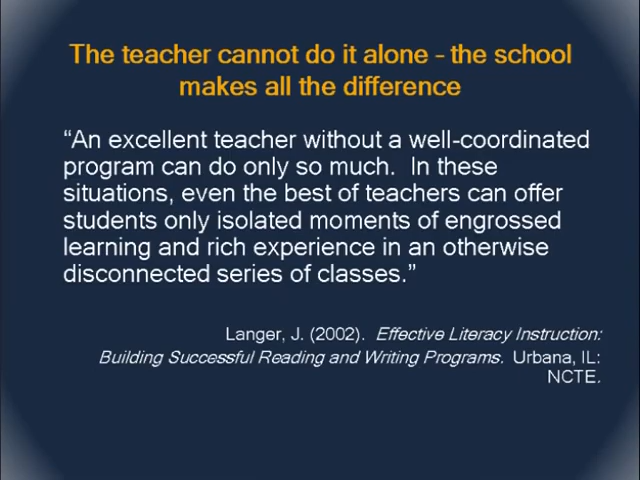 The teacher cannot do it alone - the school
makes all the difference
“An excellent teacher without a well-coordinated
program can do only so much.  In these
situations, even the best of teachers can offer
students only isolated moments of engrossed
learning and rich experience in an otherwise
disconnected series of classes.”
Langer, J. (2002).  Effective Literacy Instruction:
Building Successful Reading and Writing Programs.  Urbana, IL:
NCTE.